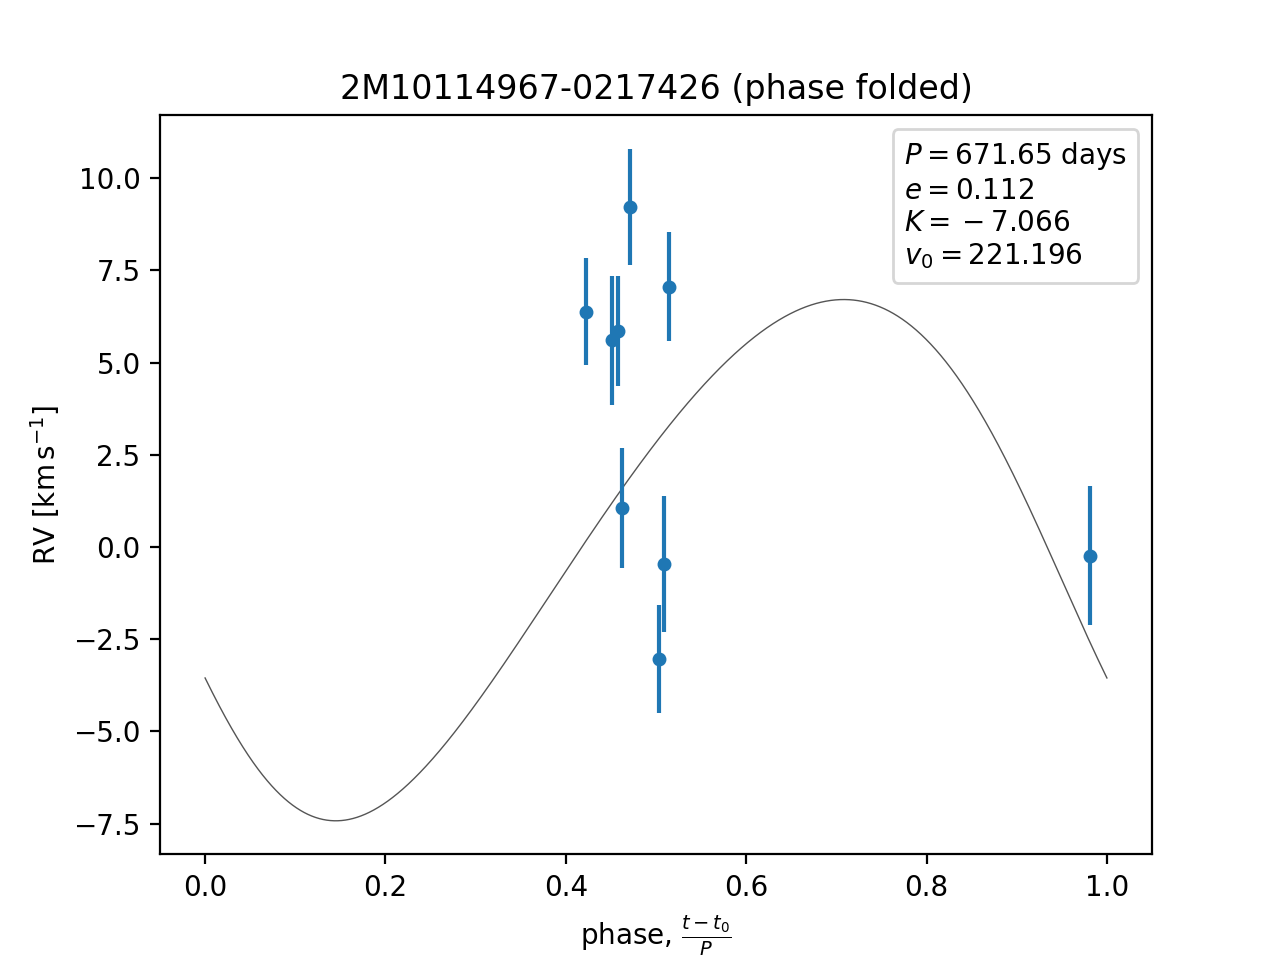 2M10114967-0217426 (phase folded)
P = 671.65 days
e = 0.112
K = −7.066
v₀ = 221.196
10.0
7.5
5.0
2.5
0.0
−2.5
−5.0
−7.5
RV [km s⁻¹]
0.0 0.2 0.4 0.6 0.8 1.0
phase, (t − t₀)/P